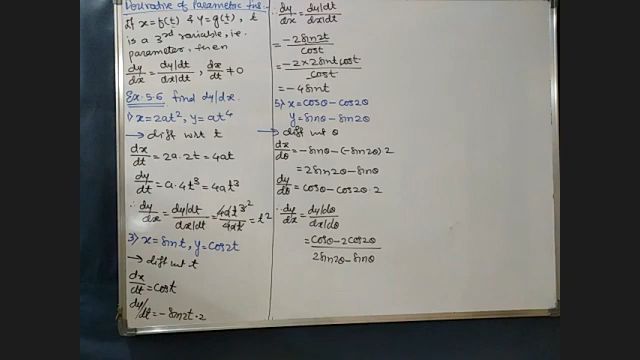 Derivative of Parametric fns.
If x=f(t) & y=g(t), t
is a 3rd variable, i.e.
parameter, then
dy/dx = dy/dt / dx/dt , dx/dt ≠ 0
Ex.5.6 find dy/dx.
1) x=2at², y=at⁴
→ diff wrt t
dx/dt = 2a.2t = 4at
dy/dt = a.4t³ = 4at³
∴ dy/dx = dy/dt / dx/dt = 4at³ ² / 4at = t²
3) x=sint, y=cos2t
→ diff wrt t
dx/dt = cost
dy/dt = -sin2t.2
∴ dy/dx = dy/dt / dx/dt
= -2sin2t / cost
= -2×2sint cost / cost
= -4sint
5) x=cosθ-cos2θ
y=sinθ-sin2θ
→ diff wrt θ
dx/dθ = -sinθ-(-sin2θ).2
= 2sin2θ-sinθ
dy/dθ = cosθ-cos2θ.2
∴ dy/dx = dy/dθ / dx/dθ
= cosθ-2cos2θ / 2sin2θ-sinθ